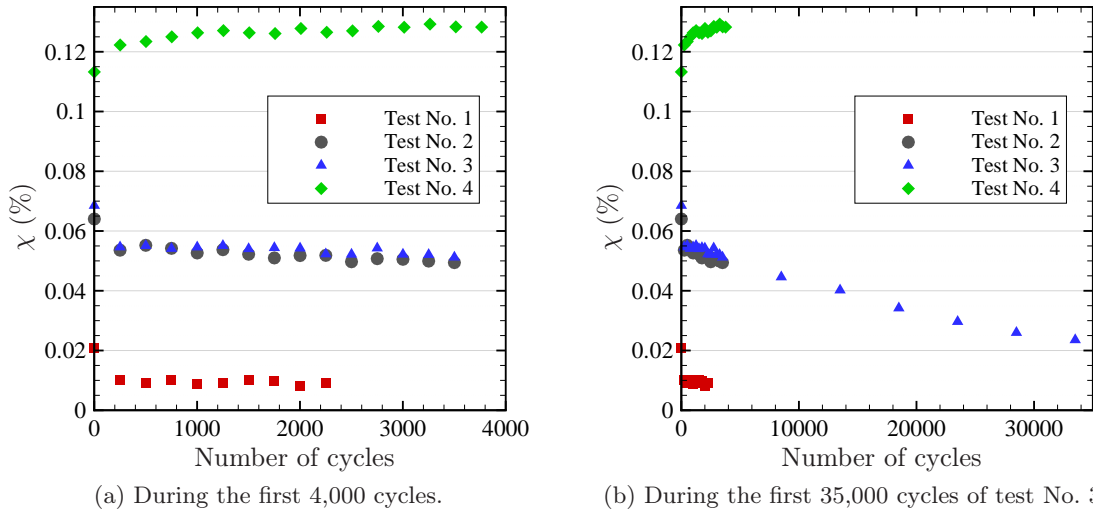 0.12
0.1
0.08
0.06
0.04
0.02
0
χ (%)
Test No. 1
Test No. 2
Test No. 3
Test No. 4
0 1000 2000 3000 4000
Number of cycles
(a) During the first 4,000 cycles.
0.12
0.1
0.08
0.06
0.04
0.02
0
χ (%)
Test No. 1
Test No. 2
Test No. 3
Test No. 4
0 10000 20000 30000
Number of cycles
(b) During the first 35,000 cycles of test No. 3